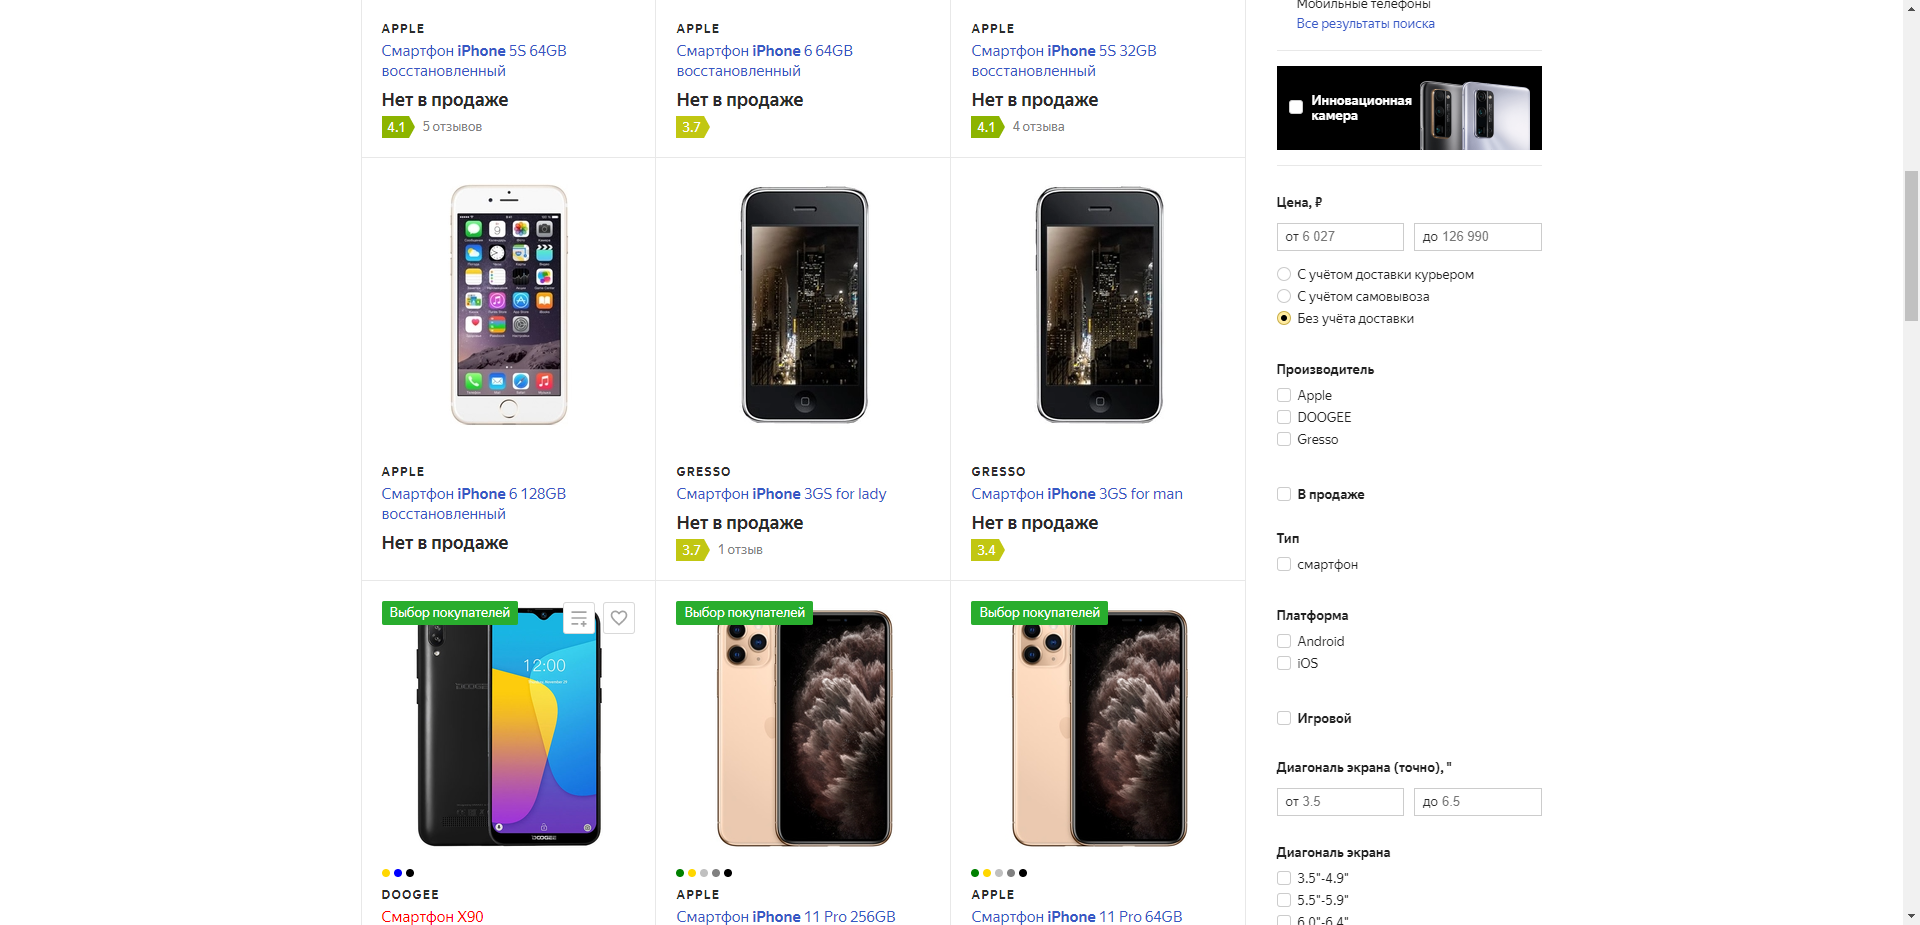 APPLE
Смартфон iPhone 5S 64GB
восстановленный
Нет в продаже
4.1 5 отзывов
APPLE
Смартфон iPhone 6 64GB
восстановленный
Нет в продаже
3.7
APPLE
Смартфон iPhone 5S 32GB
восстановленный
Нет в продаже
4.1 4 отзыва
APPLE
Смартфон iPhone 6 128GB
восстановленный
Нет в продаже
GRESSO
Смартфон iPhone 3GS for lady
Нет в продаже
3.7 1 отзыв
GRESSO
Смартфон iPhone 3GS for man
Нет в продаже
3.4
Выбор покупателей
12:00
DOOGEE
DOOGEE
DOOGEE
Смартфон X90
Выбор покупателей
APPLE
Смартфон iPhone 11 Pro 256GB
Выбор покупателей
APPLE
Смартфон iPhone 11 Pro 64GB
Мобильные телефоны
Все результаты поиска
Инновационная
камера
Цена, ₽
от 6 027
до 126 990
С учётом доставки курьером
С учётом самовывоза
Без учёта доставки
Производитель
Apple
DOOGEE
Gresso
В продаже
Тип
смартфон
Платформа
Android
iOS
Игровой
Диагональ экрана (точно), "
от 3.5
до 6.5
Диагональ экрана
3.5"-4.9"
5.5"-5.9"
6.0"-6.4"